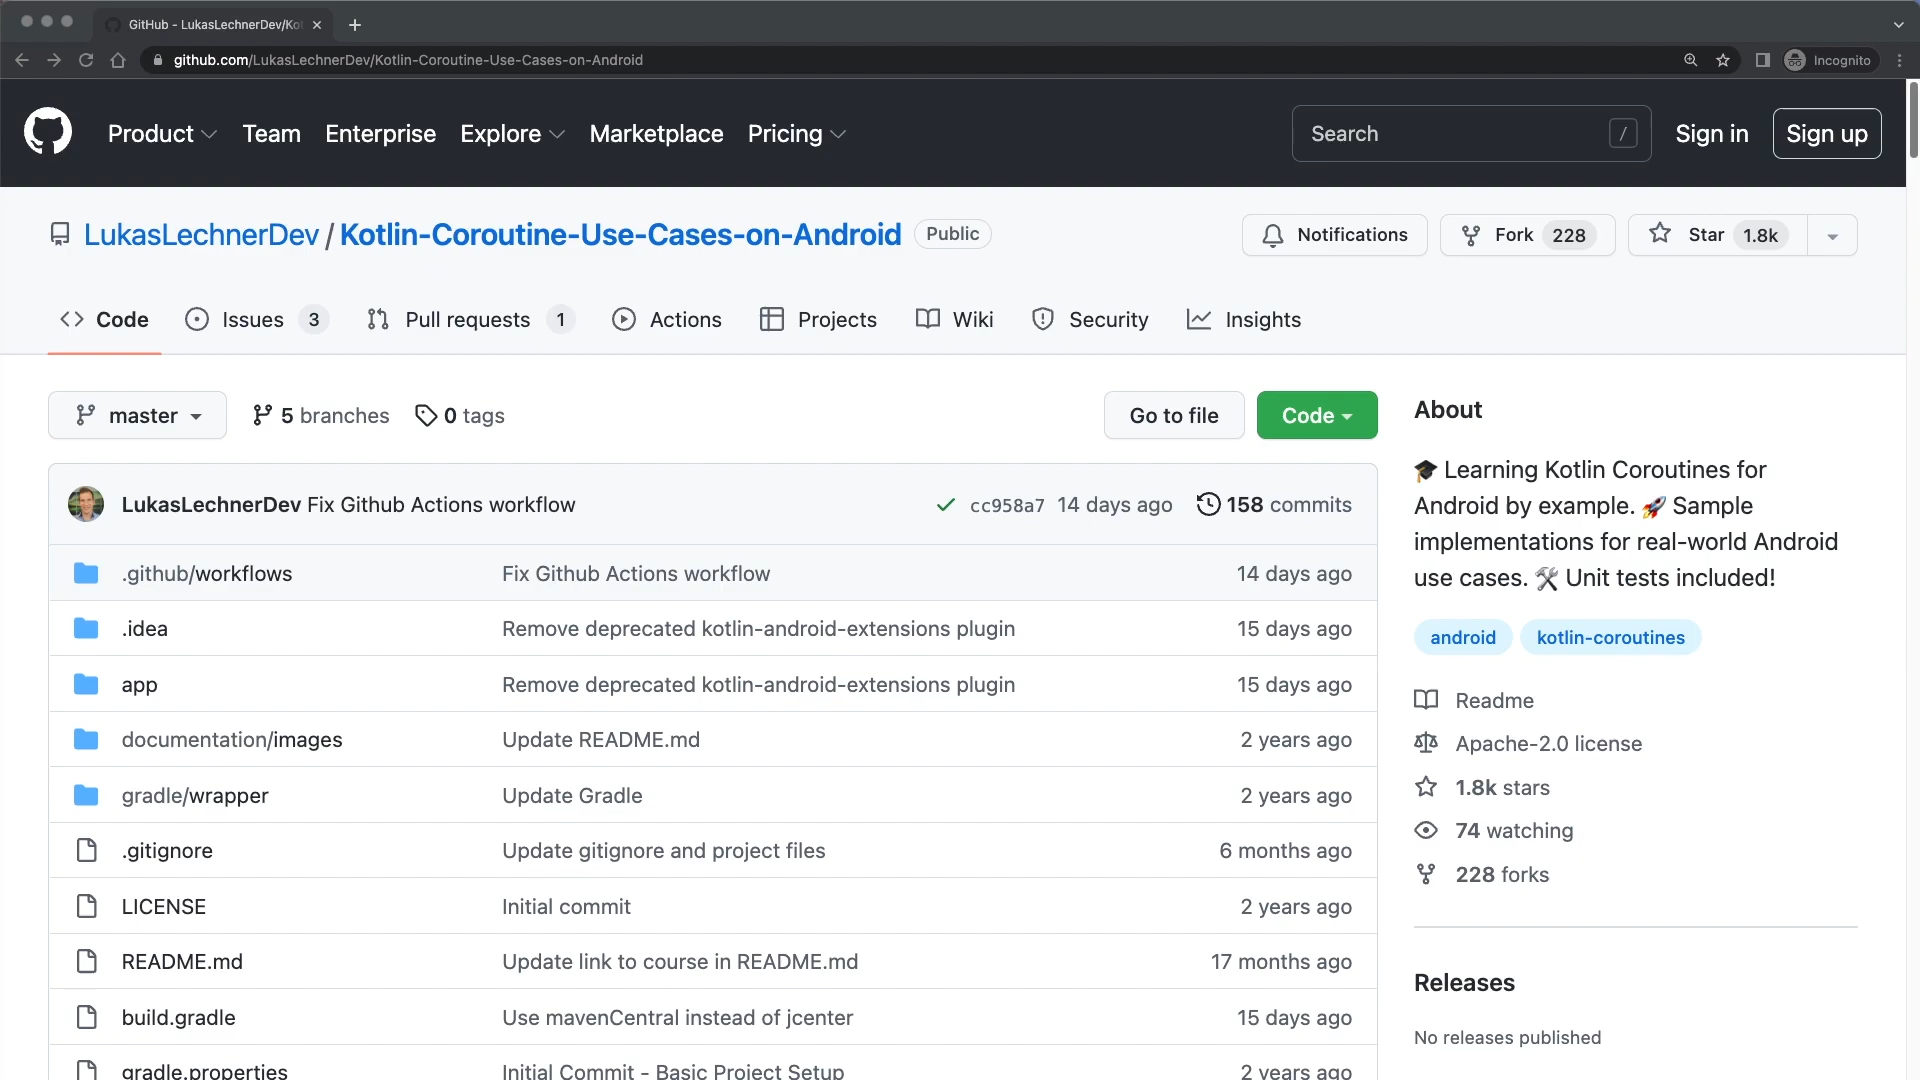 GitHub - LukasLechnerDev/Kot
github.com/LukasLechnerDev/Kotlin-Coroutine-Use-Cases-on-Android
Incognito
Product Team Enterprise Explore Marketplace Pricing
Search /
Sign in Sign up
LukasLechnerDev / Kotlin-Coroutine-Use-Cases-on-Android Public
Notifications Fork 228 Star 1.8k
Code Issues 3 Pull requests 1 Actions Projects Wiki Security Insights
master 5 branches 0 tags Go to file Code
LukasLechnerDev Fix Github Actions workflow cc958a7 14 days ago 158 commits
.github/workflows Fix Github Actions workflow 14 days ago
.idea Remove deprecated kotlin-android-extensions plugin 15 days ago
app Remove deprecated kotlin-android-extensions plugin 15 days ago
documentation/images Update README.md 2 years ago
gradle/wrapper Update Gradle 2 years ago
.gitignore Update gitignore and project files 6 months ago
LICENSE Initial commit 2 years ago
README.md Update link to course in README.md 17 months ago
build.gradle Use mavenCentral instead of jcenter 15 days ago
gradle.properties Initial Commit - Basic Project Setup 2 years ago
About
🎓 Learning Kotlin Coroutines for
Android by example. 🚀 Sample
implementations for real-world Android
use cases. 🛠 Unit tests included!
android kotlin-coroutines
Readme
Apache-2.0 license
1.8k stars
74 watching
228 forks
Releases
No releases published